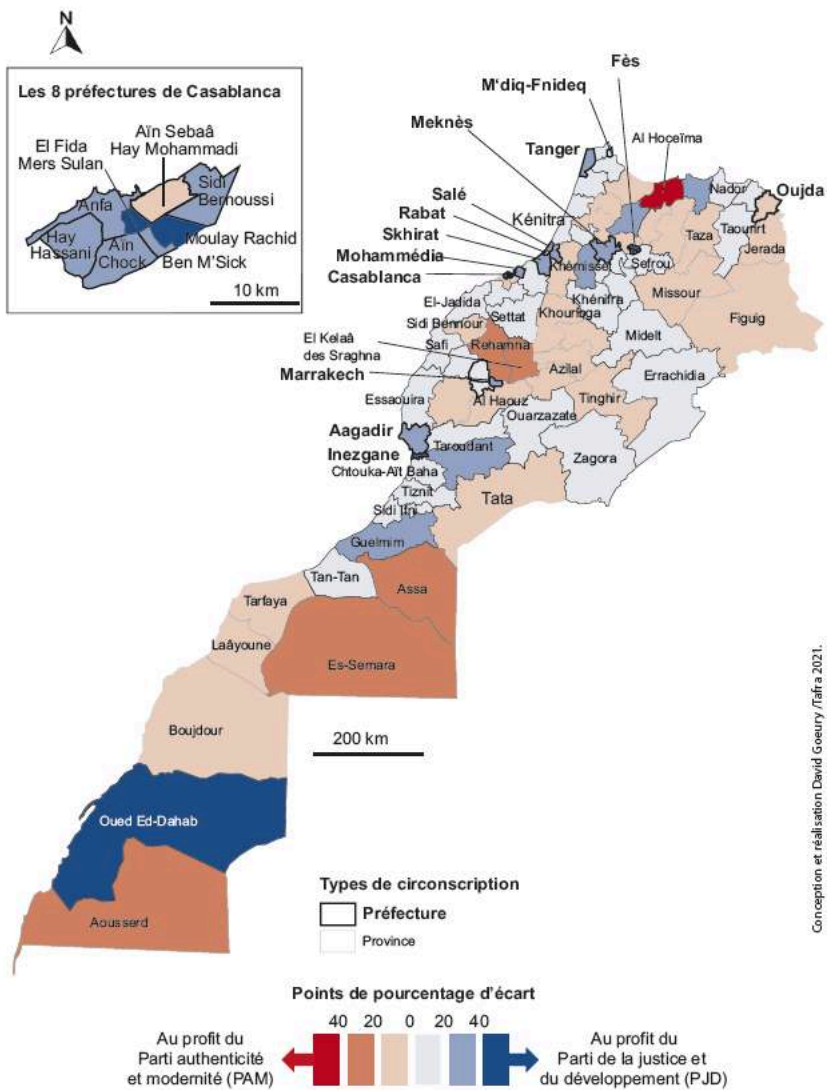 N
Les 8 préfectures de Casablanca
Aïn Sebaâ
Hay Mohammadi
El Fida
Mers Sulan
Sidi
Bernoussi
Anfa
Hay
Hassani
Aïn
Chock
Moulay Rachid
Ben M'Sick
10 km
Fès
M'diq-Fnideq
Meknès
Al Hoceïma
Tanger
Nador
Oujda
Salé
Rabat
Kénitra
Skhirat
Taza
Taounrt
Jerada
Mohammédia
Khémisset
Sefrou
Casablanca
Missour
El-Jadida
Settat
Khénifra
Khouribga
Figuig
Sidi Bennour
Midelt
El Kelaâ
des Sraghna
Safi
Rehamna
Marrakech
Azilal
Errachidia
Essaouira
Al Haouz
Tinghir
Ouarzazate
Aagadir
Inezgane
Taroudant
Zagora
Chtouka-Aït Baha
Tiznit
Tata
Sidi Ifni
Guelmim
Tan-Tan
Assa
Tarfaya
Laâyoune
Es-Semara
Boujdour
200 km
Oued Ed-Dahab
Aousserd
Types de circonscription
Préfecture
Province
Points de pourcentage d'écart
40 20 0 20 40
Au profit du
Parti authenticité
et modernité (PAM)
Au profit du
Parti de la justice et
du développement (PJD)
Conception et réalisation David Goeury /Tafra 2021.